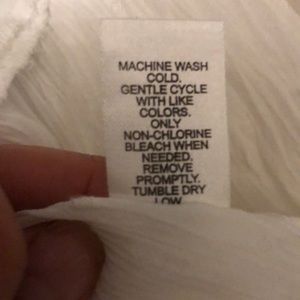 MACHINE WASH
COLD.
GENTLE CYCLE
WITH LIKE
COLORS.
ONLY
NON-CHLORINE
BLEACH WHEN
NEEDED.
REMOVE
PROMPTLY.
TUMBLE DRY
LOW